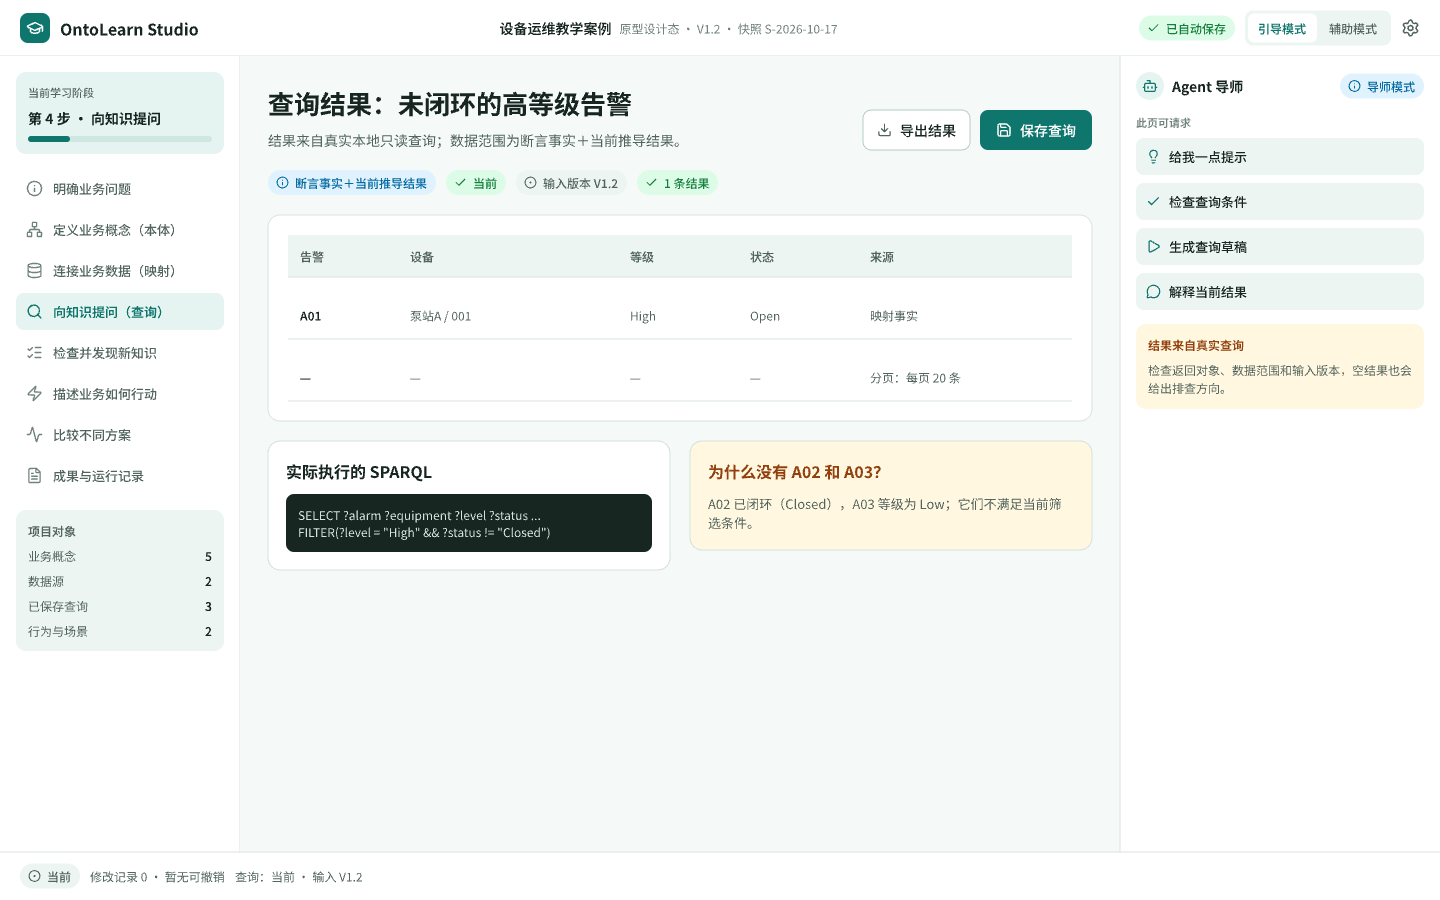 OntoLearn Studio
设备运维教学案例 原型设计态 · V1.2 · 快照 S-2026-10-17
已自动保存 引导模式 辅助模式
当前学习阶段
第 4 步 · 向知识提问
明确业务问题
定义业务概念（本体）
连接业务数据（映射）
向知识提问（查询）
检查并发现新知识
描述业务如何行动
比较不同方案
成果与运行记录
项目对象
业务概念 5
数据源 2
已保存查询 3
行为与场景 2
查询结果：未闭环的高等级告警
结果来自真实本地只读查询；数据范围为断言事实＋当前推导结果。
导出结果 保存查询
断言事实＋当前推导结果 当前 输入版本 V1.2 1 条结果
告警 设备 等级 状态 来源
A01 泵站A / 001 High Open 映射事实
— — — — 分页：每页 20 条
实际执行的 SPARQL
SELECT ?alarm ?equipment ?level ?status ...
FILTER(?level = "High" && ?status != "Closed")
为什么没有 A02 和 A03？
A02 已闭环（Closed），A03 等级为 Low；它们不满足当前筛
选条件。
Agent 导师 导师模式
此页可请求
给我一点提示
检查查询条件
生成查询草稿
解释当前结果
结果来自真实查询
检查返回对象、数据范围和输入版本，空结果也会
给出排查方向。
当前 修改记录 0 · 暂无可撤销 查询：当前 · 输入 V1.2